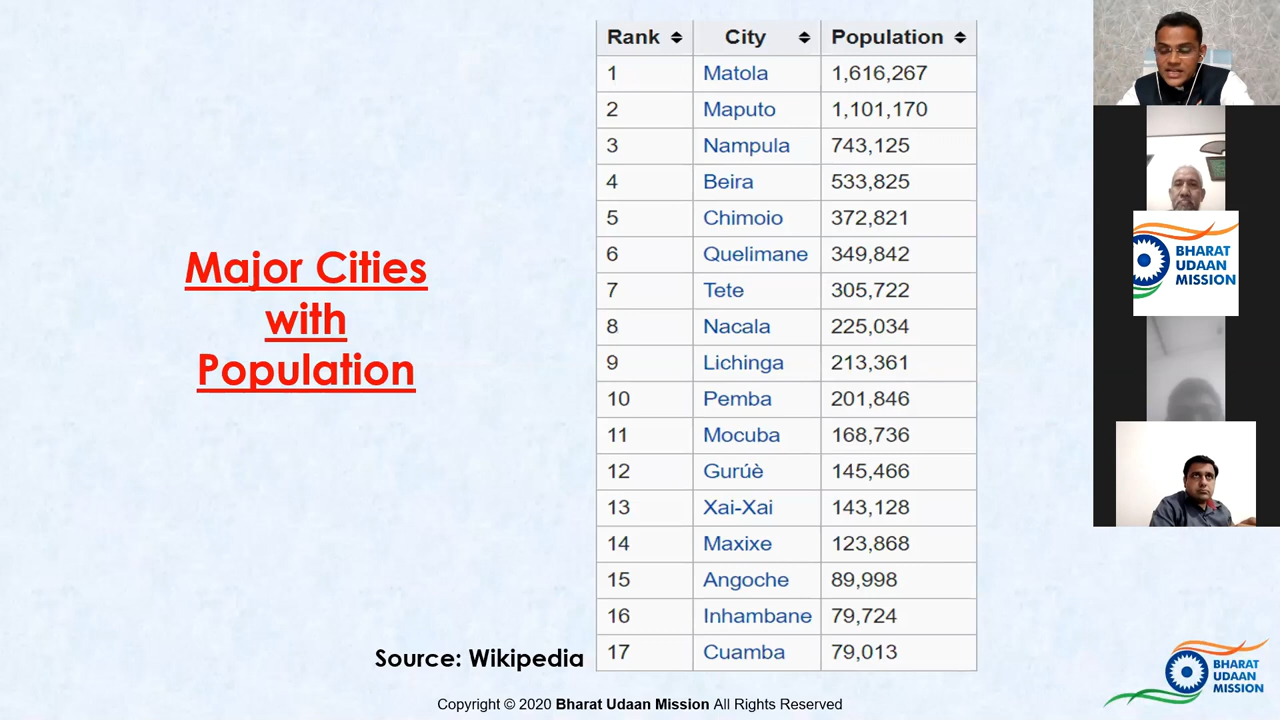 Major Cities
with
Population
Rank City Population
1 Matola 1,616,267
2 Maputo 1,101,170
3 Nampula 743,125
4 Beira 533,825
5 Chimoio 372,821
6 Quelimane 349,842
7 Tete 305,722
8 Nacala 225,034
9 Lichinga 213,361
10 Pemba 201,846
11 Mocuba 168,736
12 Gurúè 145,466
13 Xai-Xai 143,128
14 Maxixe 123,868
15 Angoche 89,998
16 Inhambane 79,724
17 Cuamba 79,013
Source: Wikipedia
Copyright © 2020 Bharat Udaan Mission All Rights Reserved
BHARAT
UDAAN
MISSION
BHARAT
UDAAN
MISSION